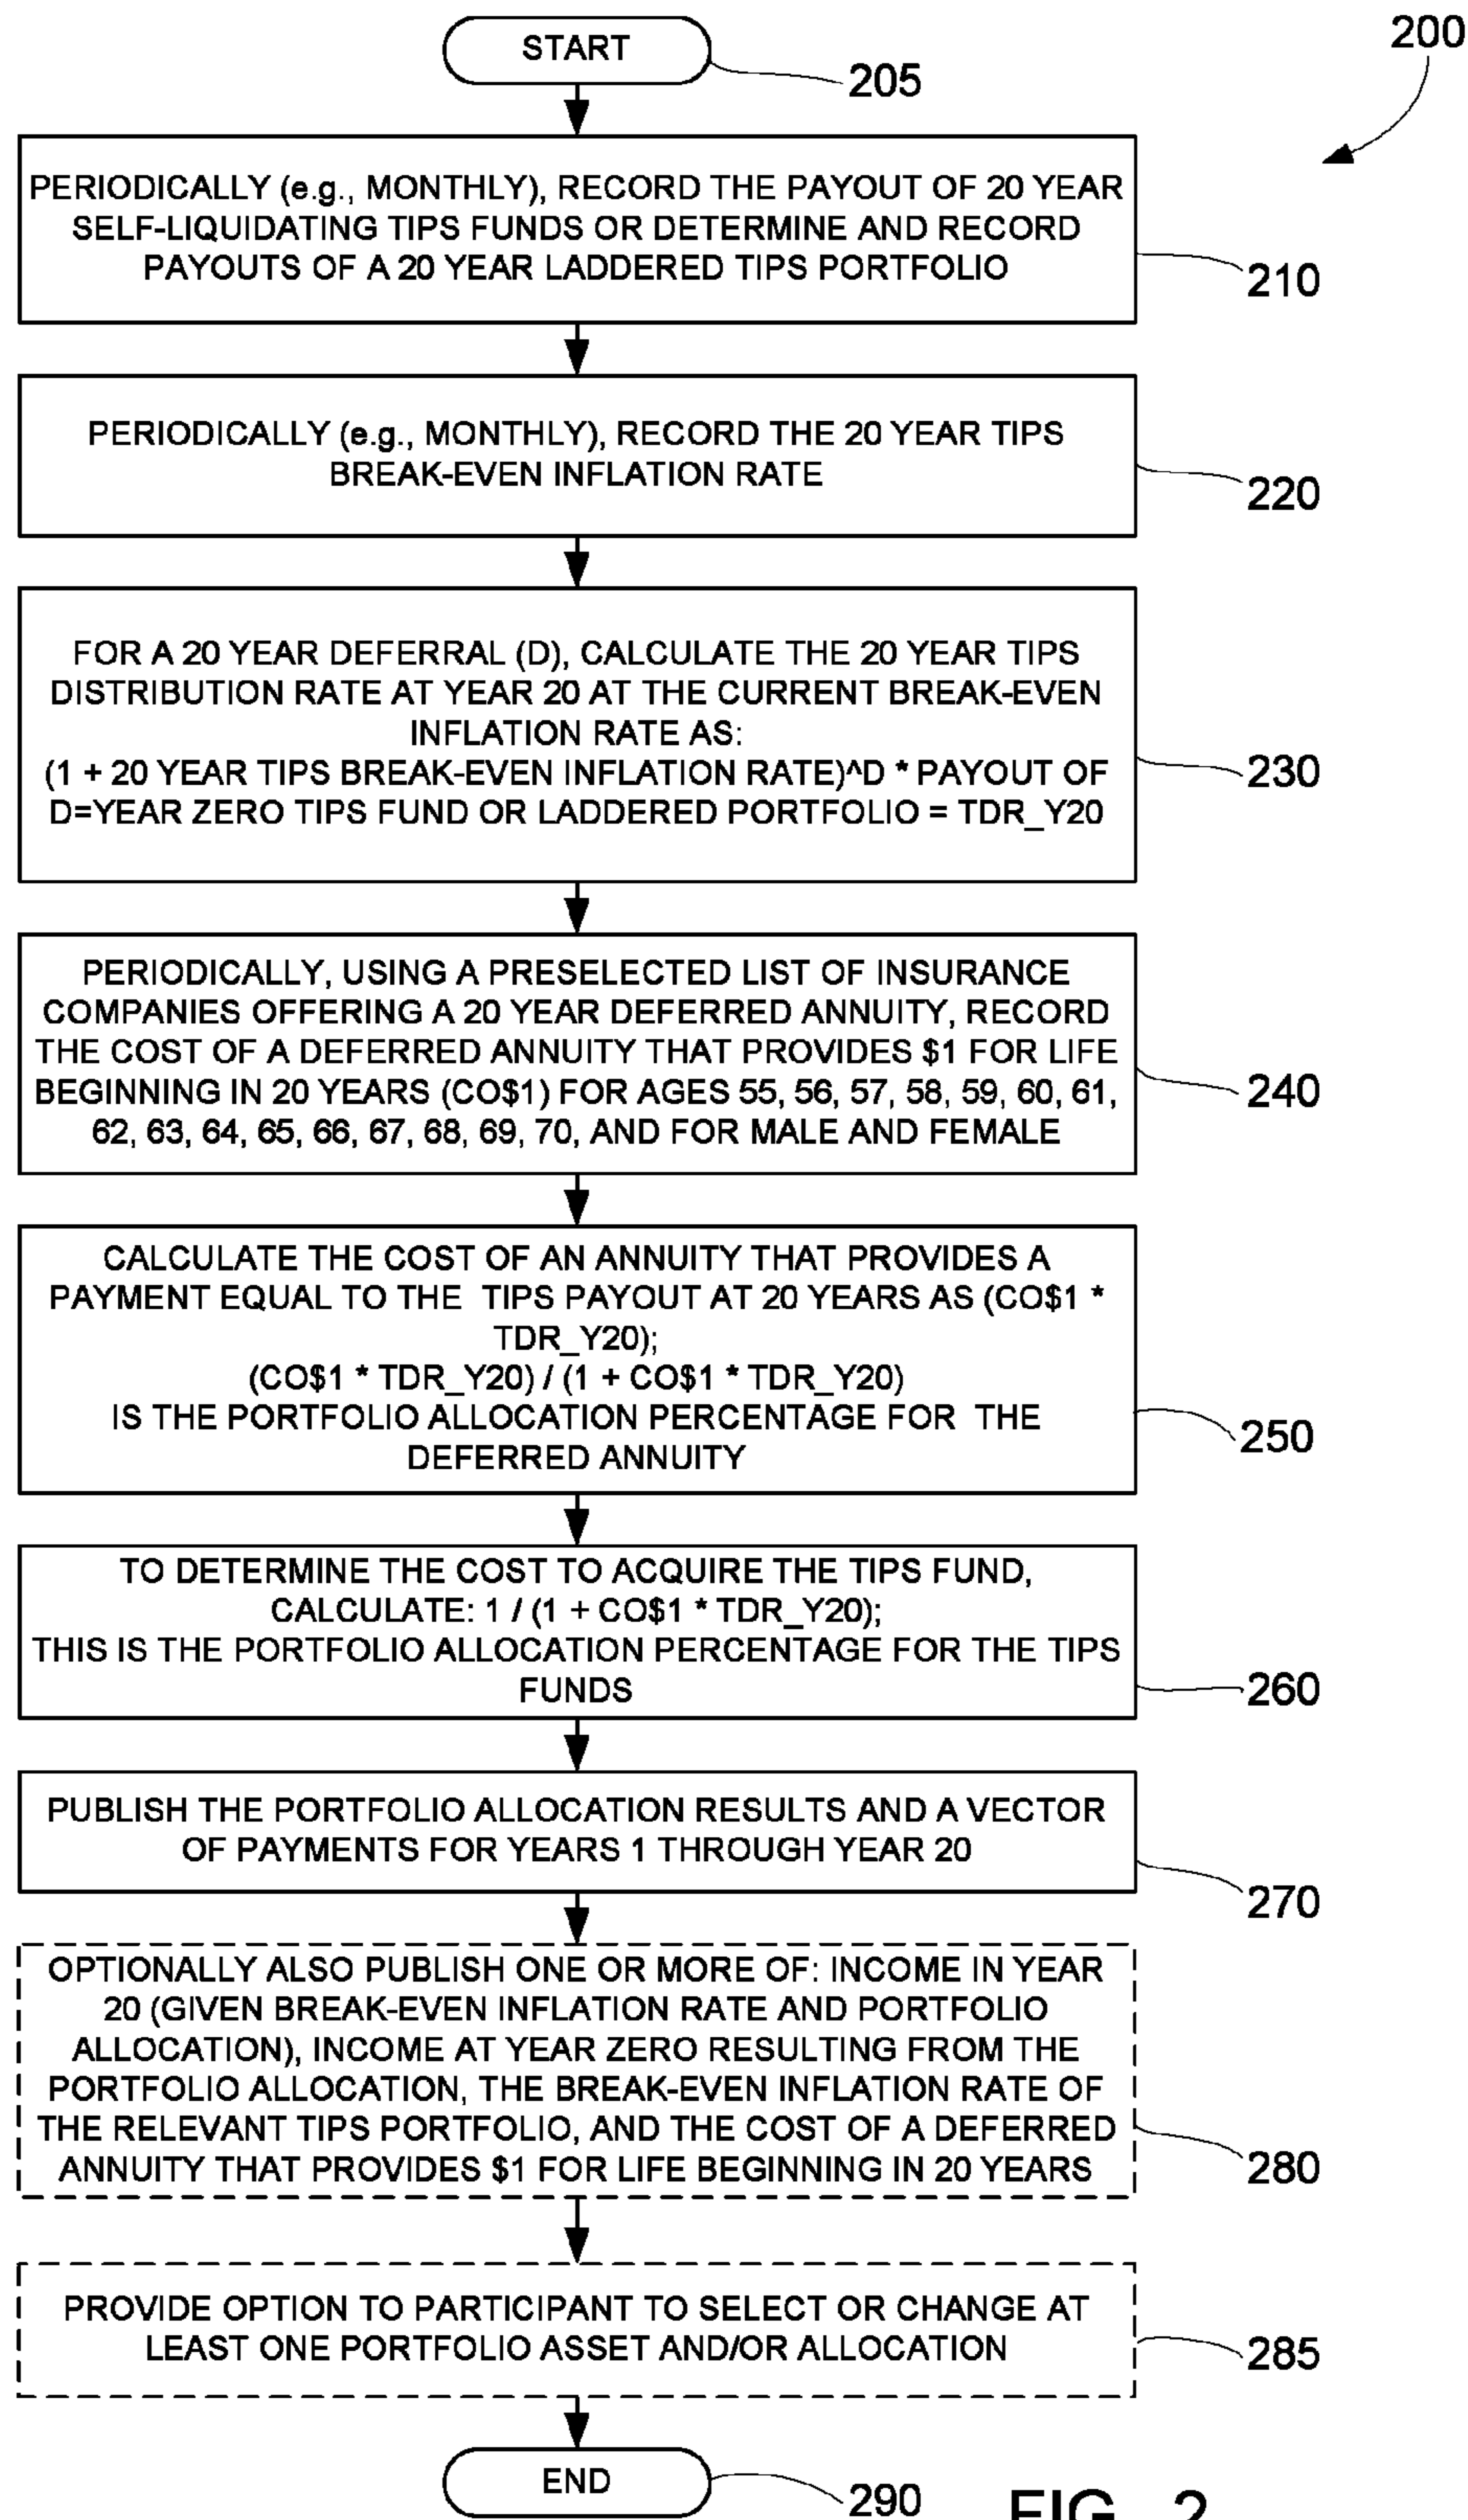 200
START
205
PERIODICALLY (e.g., MONTHLY), RECORD THE PAYOUT OF 20 YEAR
SELF-LIQUIDATING TIPS FUNDS OR DETERMINE AND RECORD
PAYOUTS OF A 20 YEAR LADDERED TIPS PORTFOLIO
210
PERIODICALLY (e.g., MONTHLY), RECORD THE 20 YEAR TIPS
BREAK-EVEN INFLATION RATE
220
FOR A 20 YEAR DEFERRAL (D), CALCULATE THE 20 YEAR TIPS
DISTRIBUTION RATE AT YEAR 20 AT THE CURRENT BREAK-EVEN
INFLATION RATE AS:
(1 + 20 YEAR TIPS BREAK-EVEN INFLATION RATE)^D * PAYOUT OF
D=YEAR ZERO TIPS FUND OR LADDERED PORTFOLIO = TDR_Y20
230
PERIODICALLY, USING A PRESELECTED LIST OF INSURANCE
COMPANIES OFFERING A 20 YEAR DEFERRED ANNUITY, RECORD
THE COST OF A DEFERRED ANNUITY THAT PROVIDES $1 FOR LIFE
BEGINNING IN 20 YEARS (CO$1) FOR AGES 55, 56, 57, 58, 59, 60, 61,
62, 63, 64, 65, 66, 67, 68, 69, 70, AND FOR MALE AND FEMALE
240
CALCULATE THE COST OF AN ANNUITY THAT PROVIDES A
PAYMENT EQUAL TO THE TIPS PAYOUT AT 20 YEARS AS (CO$1 *
TDR_Y20);
(CO$1 * TDR_Y20) / (1 + CO$1 * TDR_Y20)
IS THE PORTFOLIO ALLOCATION PERCENTAGE FOR THE
DEFERRED ANNUITY
250
TO DETERMINE THE COST TO ACQUIRE THE TIPS FUND,
CALCULATE: 1 / (1 + CO$1 * TDR_Y20);
THIS IS THE PORTFOLIO ALLOCATION PERCENTAGE FOR THE TIPS
FUNDS
260
PUBLISH THE PORTFOLIO ALLOCATION RESULTS AND A VECTOR
OF PAYMENTS FOR YEARS 1 THROUGH YEAR 20
270
OPTIONALLY ALSO PUBLISH ONE OR MORE OF: INCOME IN YEAR
20 (GIVEN BREAK-EVEN INFLATION RATE AND PORTFOLIO
ALLOCATION), INCOME AT YEAR ZERO RESULTING FROM THE
PORTFOLIO ALLOCATION, THE BREAK-EVEN INFLATION RATE OF
THE RELEVANT TIPS PORTFOLIO, AND THE COST OF A DEFERRED
ANNUITY THAT PROVIDES $1 FOR LIFE BEGINNING IN 20 YEARS
280
PROVIDE OPTION TO PARTICIPANT TO SELECT OR CHANGE AT
LEAST ONE PORTFOLIO ASSET AND/OR ALLOCATION
285
END
290
FIG. 2